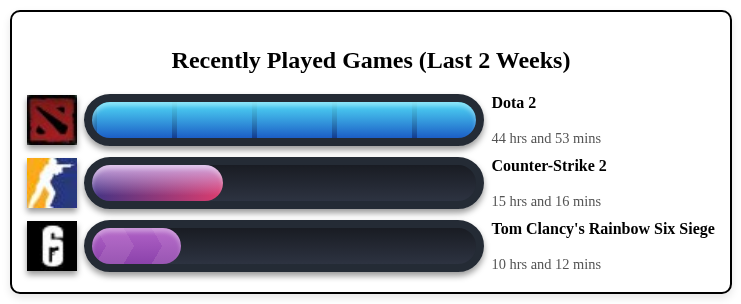 Recently Played Games (Last 2 Weeks)
Dota 2
44 hrs and 53 mins
Counter-Strike 2
15 hrs and 16 mins
6
Tom Clancy's Rainbow Six Siege
10 hrs and 12 mins